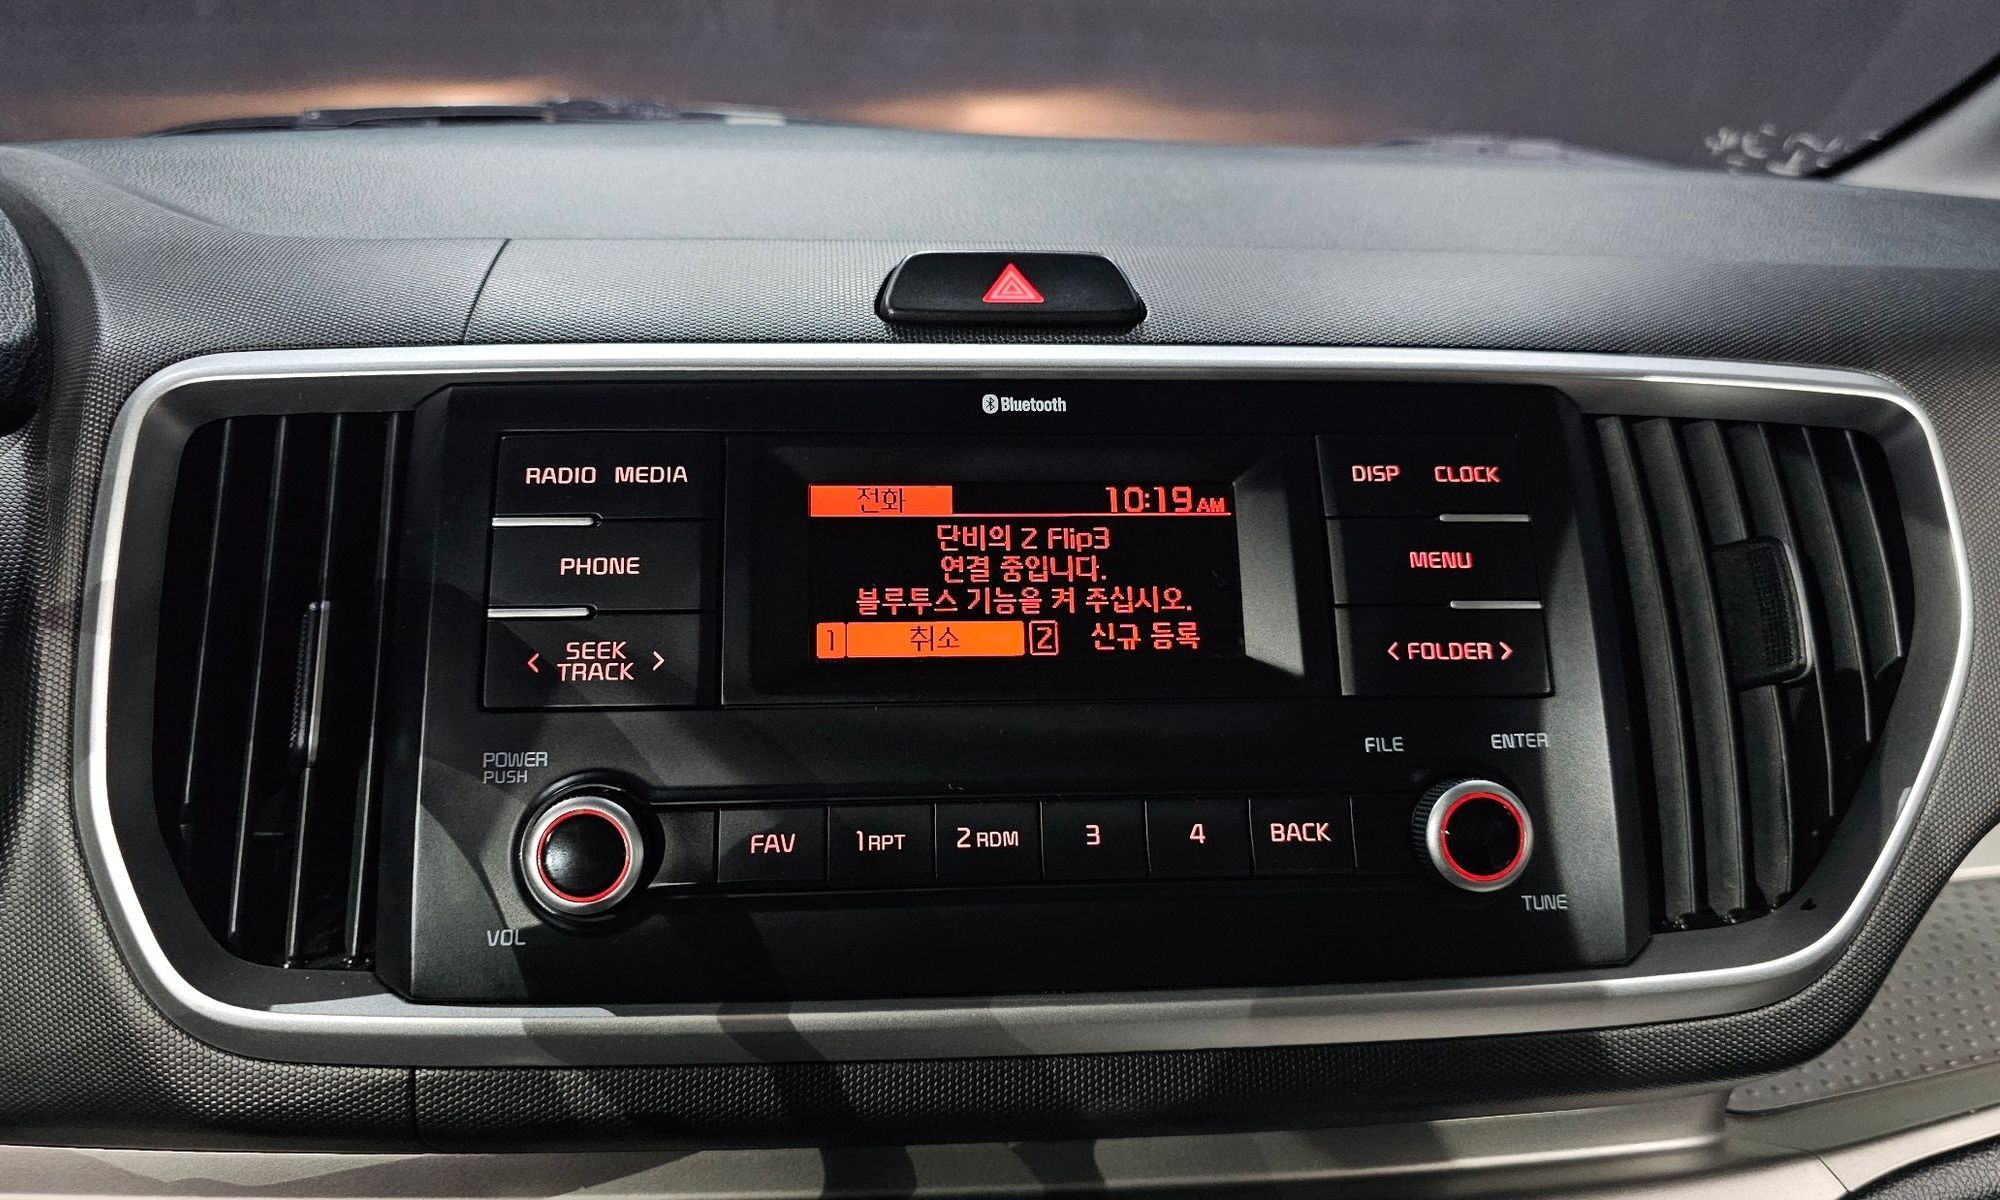 Bluetooth
RADIO MEDIA
PHONE
< SEEK TRACK >
전화 10:19 AM
단비의 Z Flip3
연결 중입니다.
블루투스 기능을 켜 주십시오.
1 취소 2 신규 등록
DISP CLOCK
MENU
< FOLDER >
POWER
PUSH
VOL
FAV 1 RPT 2 RDM 3 4 BACK
FILE ENTER
TUNE